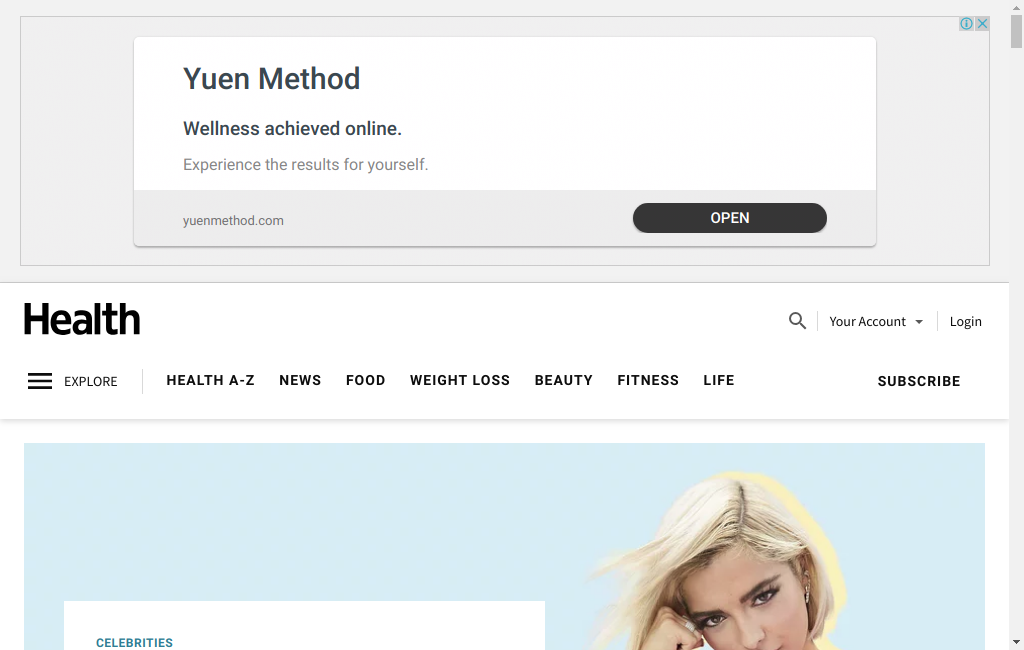 Yuen Method
Wellness achieved online.
Experience the results for yourself.
yuenmethod.com
OPEN
Health
Your Account
Login
EXPLORE
HEALTH A-Z
NEWS
FOOD
WEIGHT LOSS
BEAUTY
FITNESS
LIFE
SUBSCRIBE
CELEBRITIES